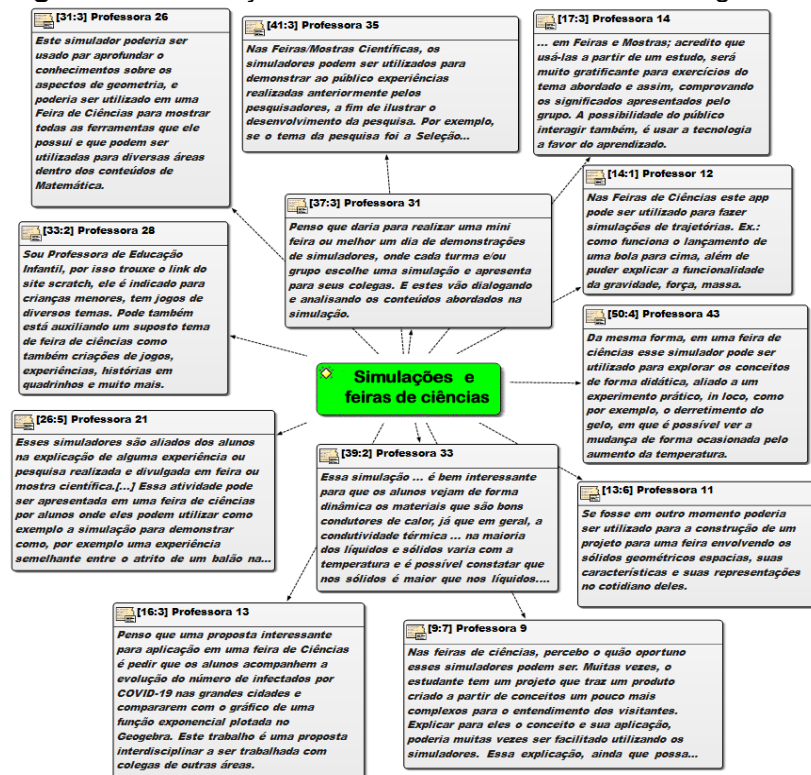 [31:3] Professora 26
Este simulador poderia ser
usado par aprofundar o
conhecimentos sobre os
aspectos de geometria, e
poderia ser utilizado em uma
Feira de Ciências para mostrar
todas as ferramentas que ele
possui e que podem ser
utilizadas para diversas áreas
dentro dos conteúdos de
Matemática.
[41:3] Professora 35
Nas Feiras/Mostras Científicas, os
simuladores podem ser utilizados para
demonstrar ao público experiências
realizadas anteriormente pelos
pesquisadores, a fim de ilustrar o
desenvolvimento da pesquisa. Por exemplo,
se o tema da pesquisa foi a Seleção...
[17:3] Professora 14
... em Feiras e Mostras; acredito que
usá-las a partir de um estudo, será
muito gratificante para exercícios do
tema abordado e assim, comprovando
os significados apresentados pelo
grupo. A possibilidade do público
interagir também, é usar a tecnologia
a favor do aprendizado.
[37:3] Professora 31
Penso que daria para realizar uma mini
feira ou melhor um dia de demonstrações
de simuladores, onde cada turma e/ou
grupo escolhe uma simulação e apresenta
para seus colegas. E estes vão dialogando
e analisando os conteúdos abordados na
simulação.
[14:1] Professor 12
Nas Feiras de Ciências este app
pode ser utilizado para fazer
simulações de trajetórias. Ex.:
como funciona o lançamento de
uma bola para cima, além de
puder explicar a funcionalidade
da gravidade, força, massa.
[33:2] Professora 28
Sou Professora de Educação
Infantil, por isso trouxe o link do
site scratch, ele é indicado para
crianças menores, tem jogos de
diversos temas. Pode também
está auxiliando um suposto tema
de feira de ciências como
também criações de jogos,
experiências, histórias em
quadrinhos e muito mais.
[50:4] Professora 43
Da mesma forma, em uma feira de
ciências esse simulador pode ser
utilizado para explorar os conceitos
de forma didática, aliado a um
experimento prático, in loco, como
por exemplo, o derretimento do
gelo, em que é possível ver a
mudança de forma ocasionada pelo
aumento da temperatura.
Simulações e
feiras de ciências
[26:5] Professora 21
Esses simuladores são aliados dos alunos
na explicação de alguma experiência ou
pesquisa realizada e divulgada em feira ou
mostra científica.[...] Essa atividade pode
ser apresentada em uma feira de ciências
por alunos onde eles podem utilizar como
exemplo a simulação para demonstrar
como, por exemplo uma experiência
semelhante entre o atrito de um balão na...
[39:2] Professora 33
Essa simulação ... é bem interessante
para que os alunos vejam de forma
dinâmica os materiais que são bons
condutores de calor, já que em geral, a
condutividade térmica ... na maioria
dos líquidos e sólidos varia com a
temperatura e é possível constatar que
nos sólidos é maior que nos líquidos....
[13:6] Professora 11
Se fosse em outro momento poderia
ser utilizado para a construção de um
projeto para uma feira envolvendo os
sólidos geométricos espacias, suas
características e suas representações
no cotidiano deles.
[16:3] Professora 13
Penso que uma proposta interessante
para aplicação em uma feira de Ciências
é pedir que os alunos acompanhem a
evolução do número de infectados por
COVID-19 nas grandes cidades e
compararem com o gráfico de uma
função exponencial plotada no
Geogebra. Este trabalho é uma proposta
interdisciplinar a ser trabalhada com
colegas de outras áreas.
[9:7] Professora 9
Nas feiras de ciências, percebo o quão oportuno
esses simuladores podem ser. Muitas vezes, o
estudante tem um projeto que traz um produto
criado a partir de conceitos um pouco mais
complexos para o entendimento dos visitantes.
Explicar para eles o conceito e sua aplicação,
poderia muitas vezes ser facilitado utilizando os
simuladores. Essa explicação, ainda que possa...